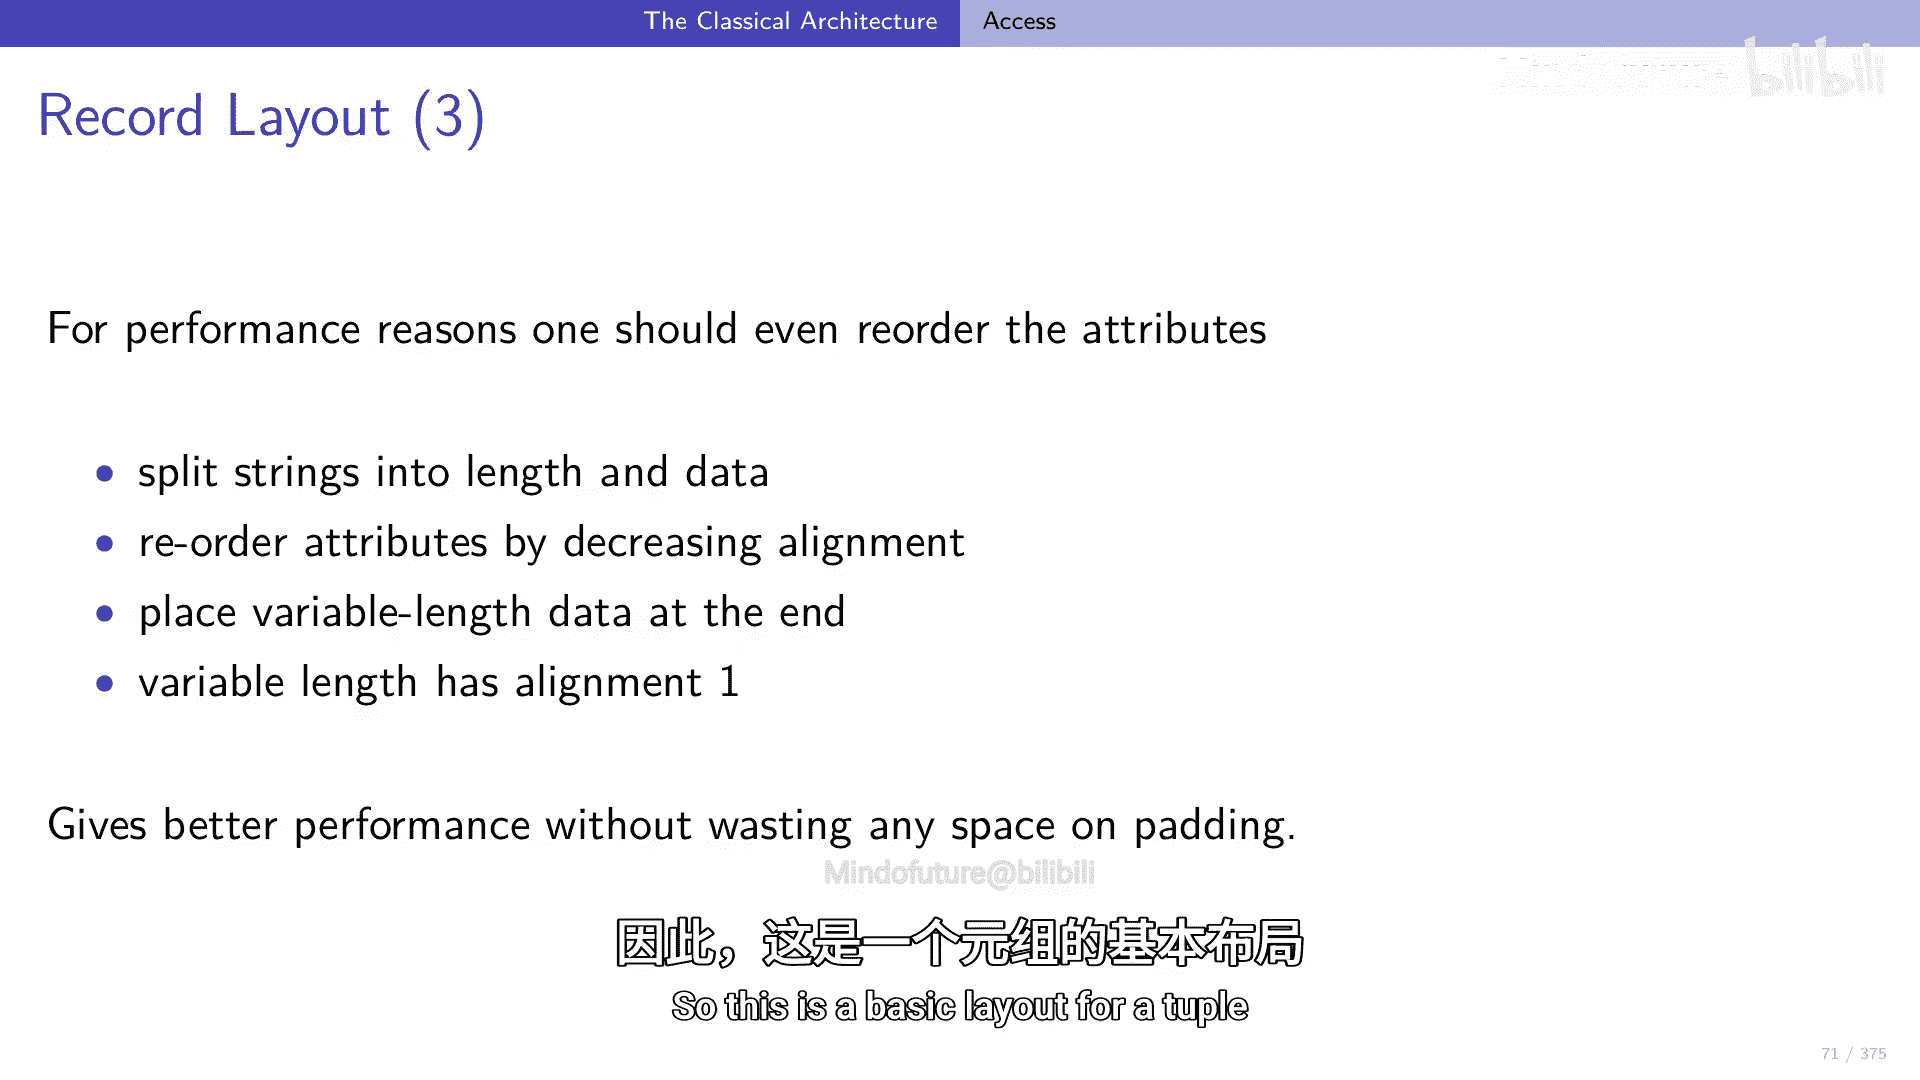 The Classical Architecture
Access
bilibili
Record Layout (3)
For performance reasons one should even reorder the attributes
• split strings into length and data
• re-order attributes by decreasing alignment
• place variable-length data at the end
• variable length has alignment 1
Gives better performance without wasting any space on padding.
Mindofuture@bilibili
因此，这是一个元组的基本布局
So this is a basic layout for a tuple
71 / 375